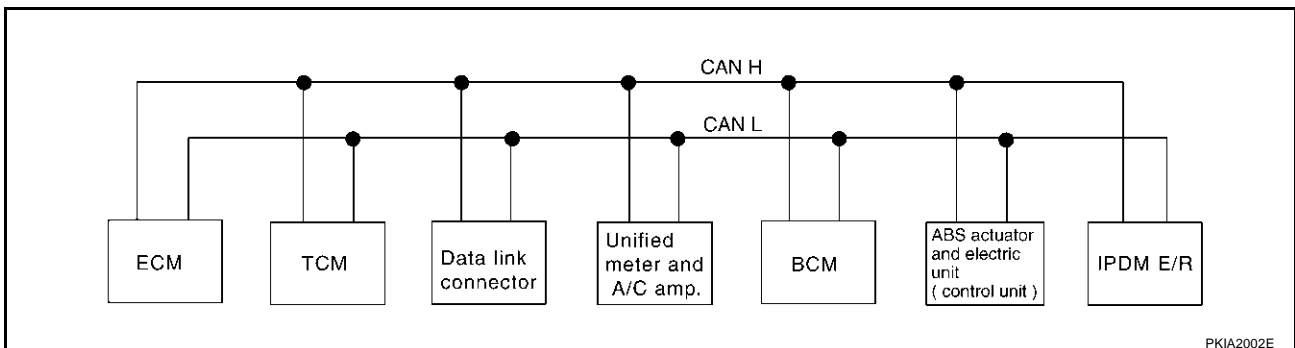 CAN H
CAN L
ECM
TCM
Data link
connector
Unified
meter and
A/C amp.
BCM
ABS actuator
and electric
unit
( control unit )
IPDM E/R
PKIA2002E